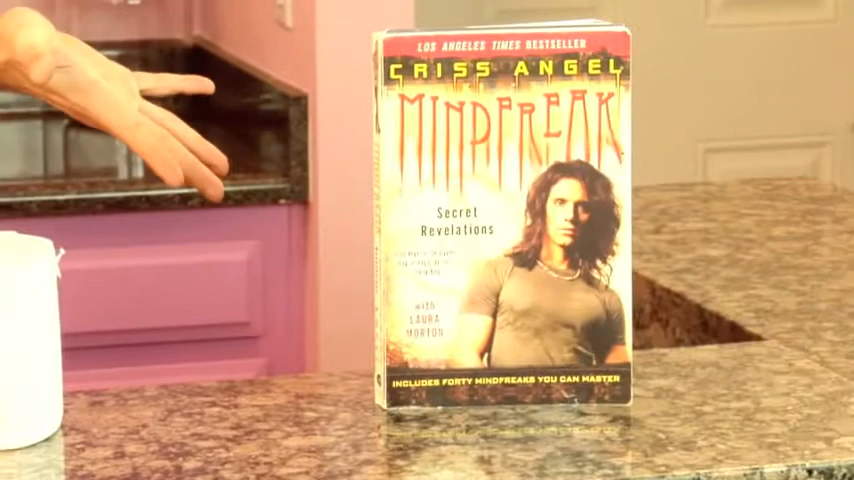 LOS ANGELES TIMES BESTSELLER
CRISS ANGEL
MINDFREAK
Secret
Revelations
with
LAURA
MORTON
INCLUDES FORTY MINDFREAKS YOU CAN MASTER